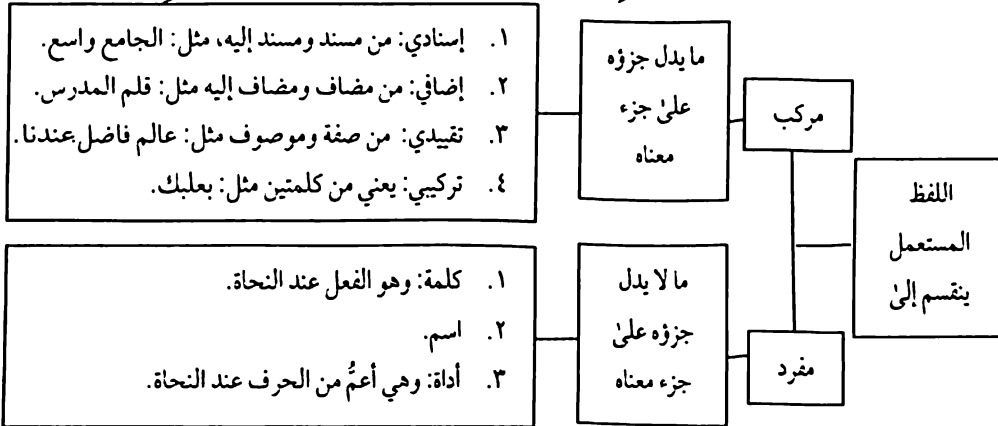 اللفظ
المستعمل
ينقسم إلىٰ
مركب
ما يدل جزؤه
علىٰ جزء
معناه
١. إسنادي: من مسند ومسند إليه، مثل: الجامع واسع.
٢. إضافي: من مضاف ومضاف إليه مثل: قلم المدرس.
٣. تقييدي: من صفة وموصوف مثل: عالم فاضل عندنا.
٤. تركيبي: يعني من كلمتين مثل: بعلبك.
مفرد
ما لا يدل
جزؤه علىٰ
جزء معناه
١. كلمة: وهو الفعل عند النحاة.
٢. اسم.
٣. أداة: وهي أعمُّ من الحرف عند النحاة.